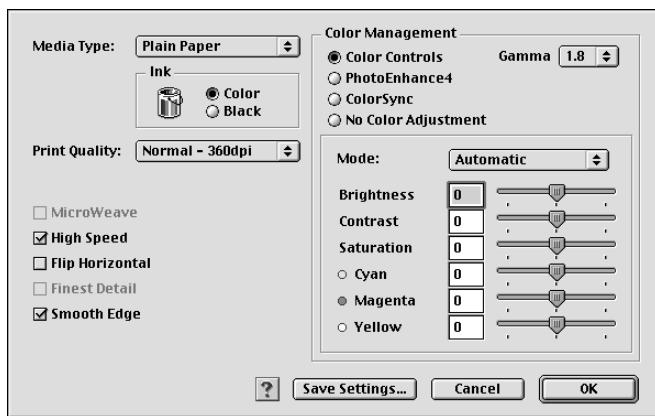 Media Type: Plain Paper
Ink
Color
Black
Print Quality: Normal - 360dpi
MicroWeave
High Speed
Flip Horizontal
Finest Detail
Smooth Edge
Color Management
Color Controls
Gamma 1.8
PhotoEnhance4
ColorSync
No Color Adjustment
Mode: Automatic
Brightness 0
Contrast 0
Saturation 0
Cyan 0
Magenta 0
Yellow 0
? Save Settings... Cancel OK